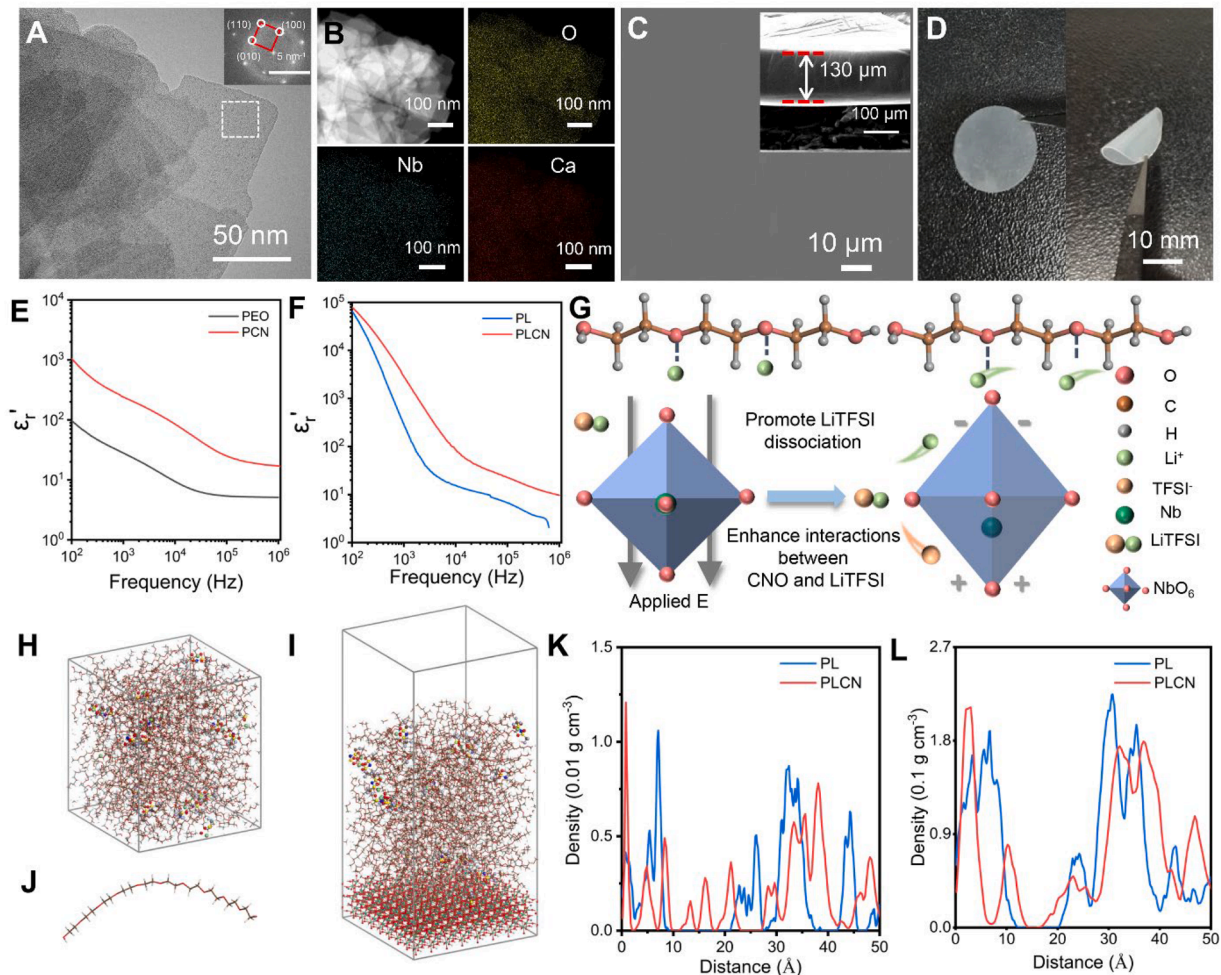 A
(110)
(100)
(010)
5 nm⁻¹
50 nm
B
O
100 nm
100 nm
Nb
Ca
100 nm
100 nm
C
130 µm
100 µm
10 µm
D
10 mm
E
10⁴
10³
10²
10¹
10⁰
εᵣ'
PEO
PCN
10² 10³ 10⁴ 10⁵ 10⁶
Frequency (Hz)
F
10⁵
10⁴
10³
10²
10¹
10⁰
εᵣ'
PL
PLCN
10² 10³ 10⁴ 10⁵ 10⁶
Frequency (Hz)
G
Promote LiTFSI
dissociation
Enhance interactions
between
CNO and LiTFSI
Applied E
O
C
H
Li⁺
TFSI⁻
Nb
LiTFSI
NbO₆
H
I
J
K
1.5
1.0
0.5
0.0
Density (0.01 g cm⁻³)
PL
PLCN
0 10 20 30 40 50
Distance (Å)
L
2.7
1.8
0.9
0.0
Density (0.1 g cm⁻³)
PL
PLCN
0 10 20 30 40 50
Distance (Å)